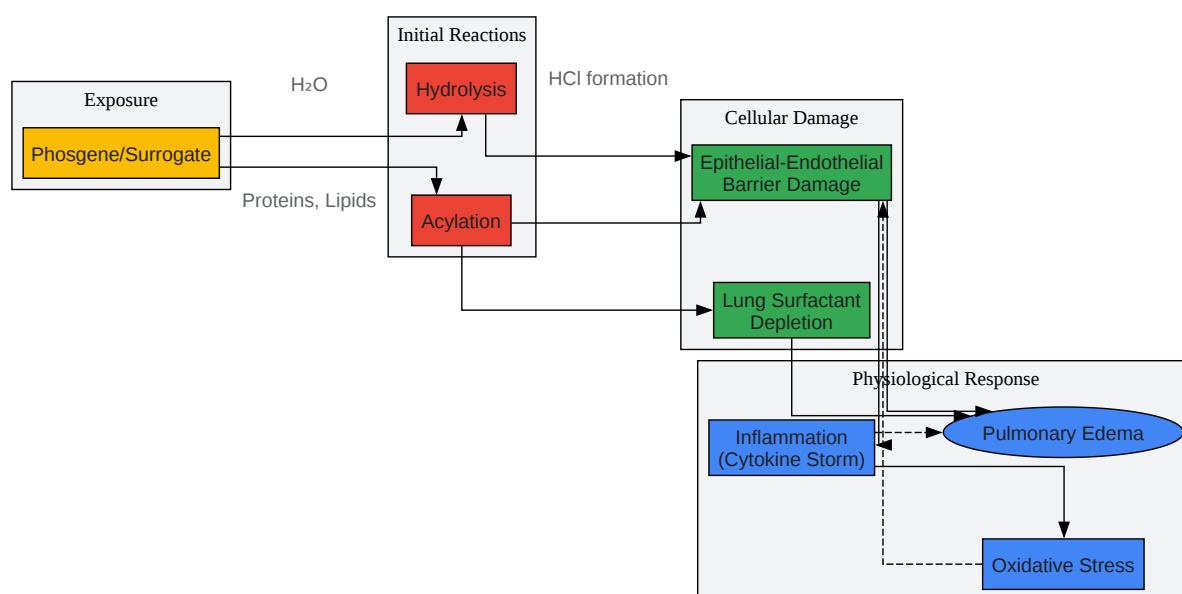 Initial Reactions
Hydrolysis
H₂O
HCl formation
Exposure
Phosgene/Surrogate
Proteins, Lipids
Acylation
Cellular Damage
Epithelial-Endothelial
Barrier Damage
Lung Surfactant
Depletion
Physiological Response
Inflammation
(Cytokine Storm)
Pulmonary Edema
Oxidative Stress